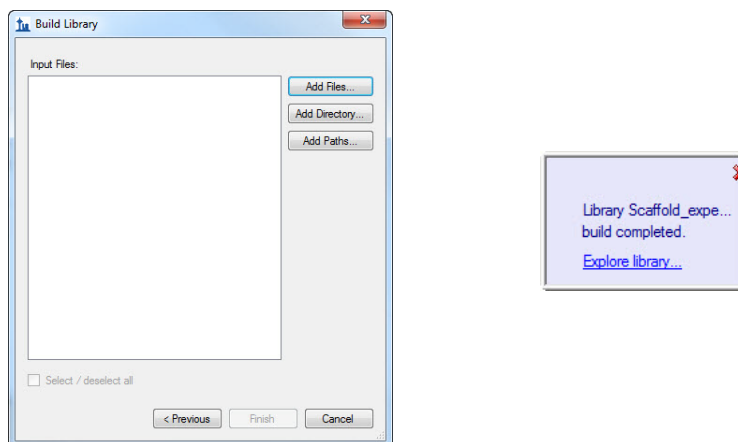 Build Library
Input Files:
Add Files...
Add Directory...
Add Paths...
Select / deselect all
< Previous
Finish
Cancel
Library Scaffold_expe...
build completed.
Explore library...